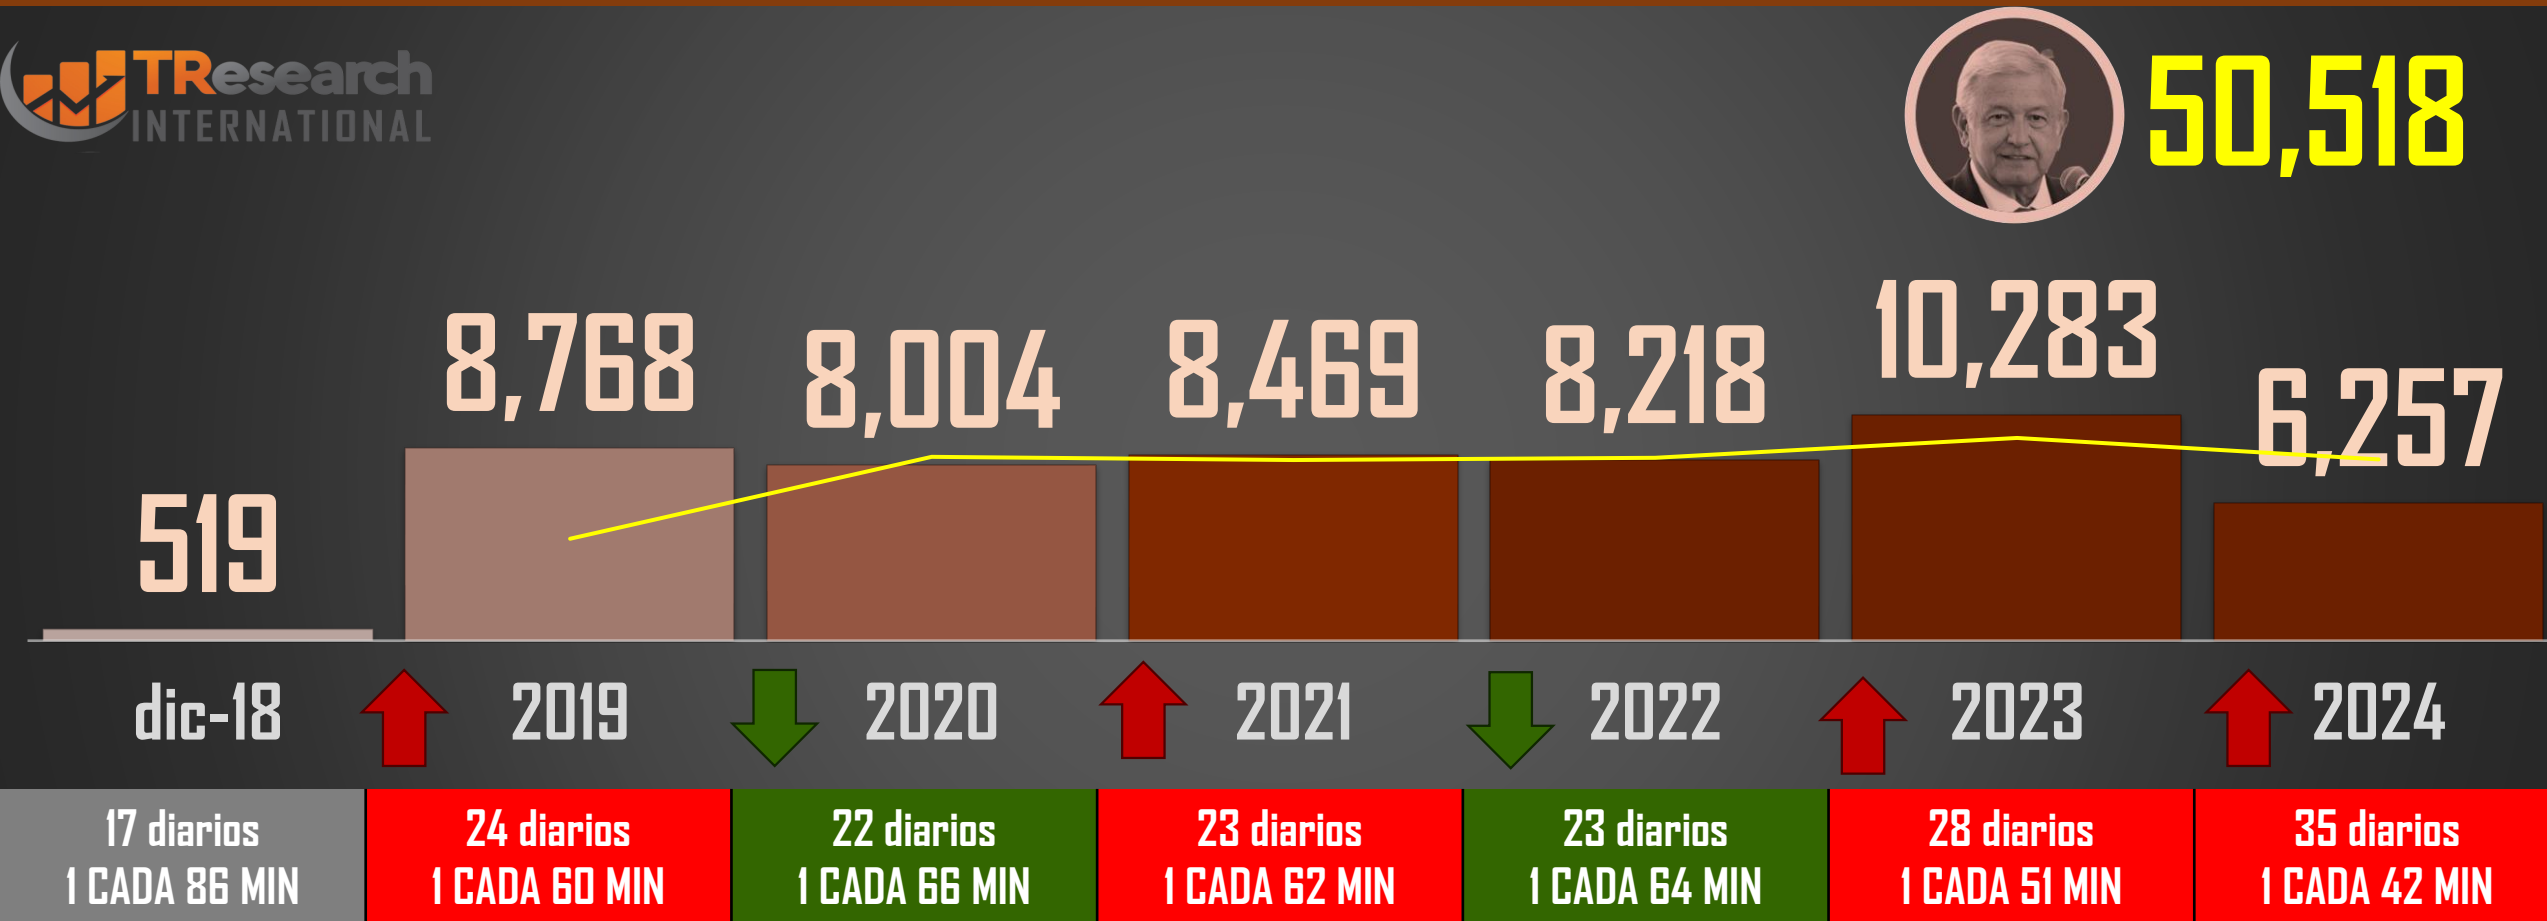 TResearch
INTERNATIONAL
50,518
519
8,768
8,004
8,469
8,218
10,283
6,257
dic-18
2019
2020
2021
2022
2023
2024
17 diarios
1 CADA 86 MIN
24 diarios
1 CADA 60 MIN
22 diarios
1 CADA 66 MIN
23 diarios
1 CADA 62 MIN
23 diarios
1 CADA 64 MIN
28 diarios
1 CADA 51 MIN
35 diarios
1 CADA 42 MIN